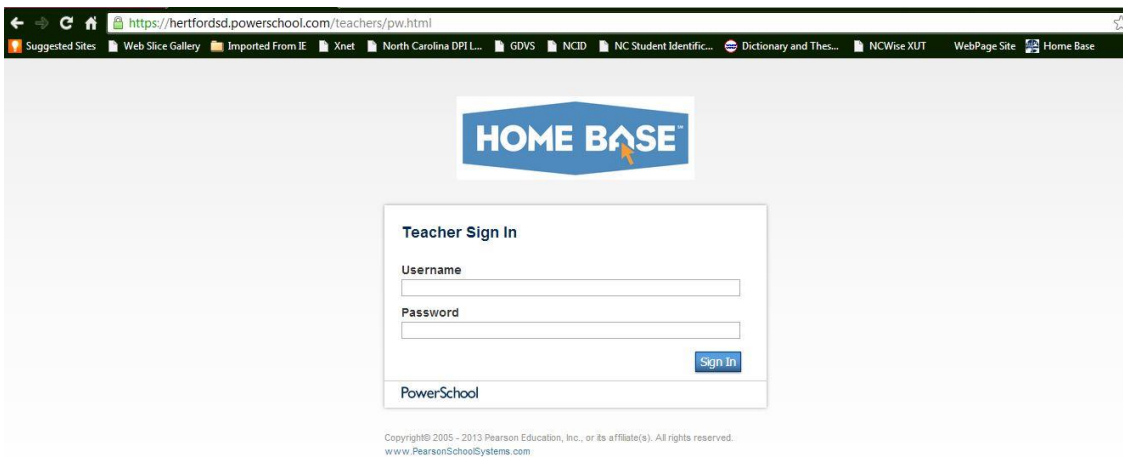 https://hertfordsd.powerschool.com/teachers/pw.html
Suggested Sites Web Slice Gallery Imported From IE Xnet North Carolina DPI L... GDVS NCID NC Student Identific... Dictionary and Thes... NCWise XUT WebPage Site Home Base
HOME BASE℠
Teacher Sign In
Username
Password
Sign In
PowerSchool
Copyright© 2005 - 2013 Pearson Education, Inc., or its affiliate(s). All rights reserved.
www.PearsonSchoolSystems.com